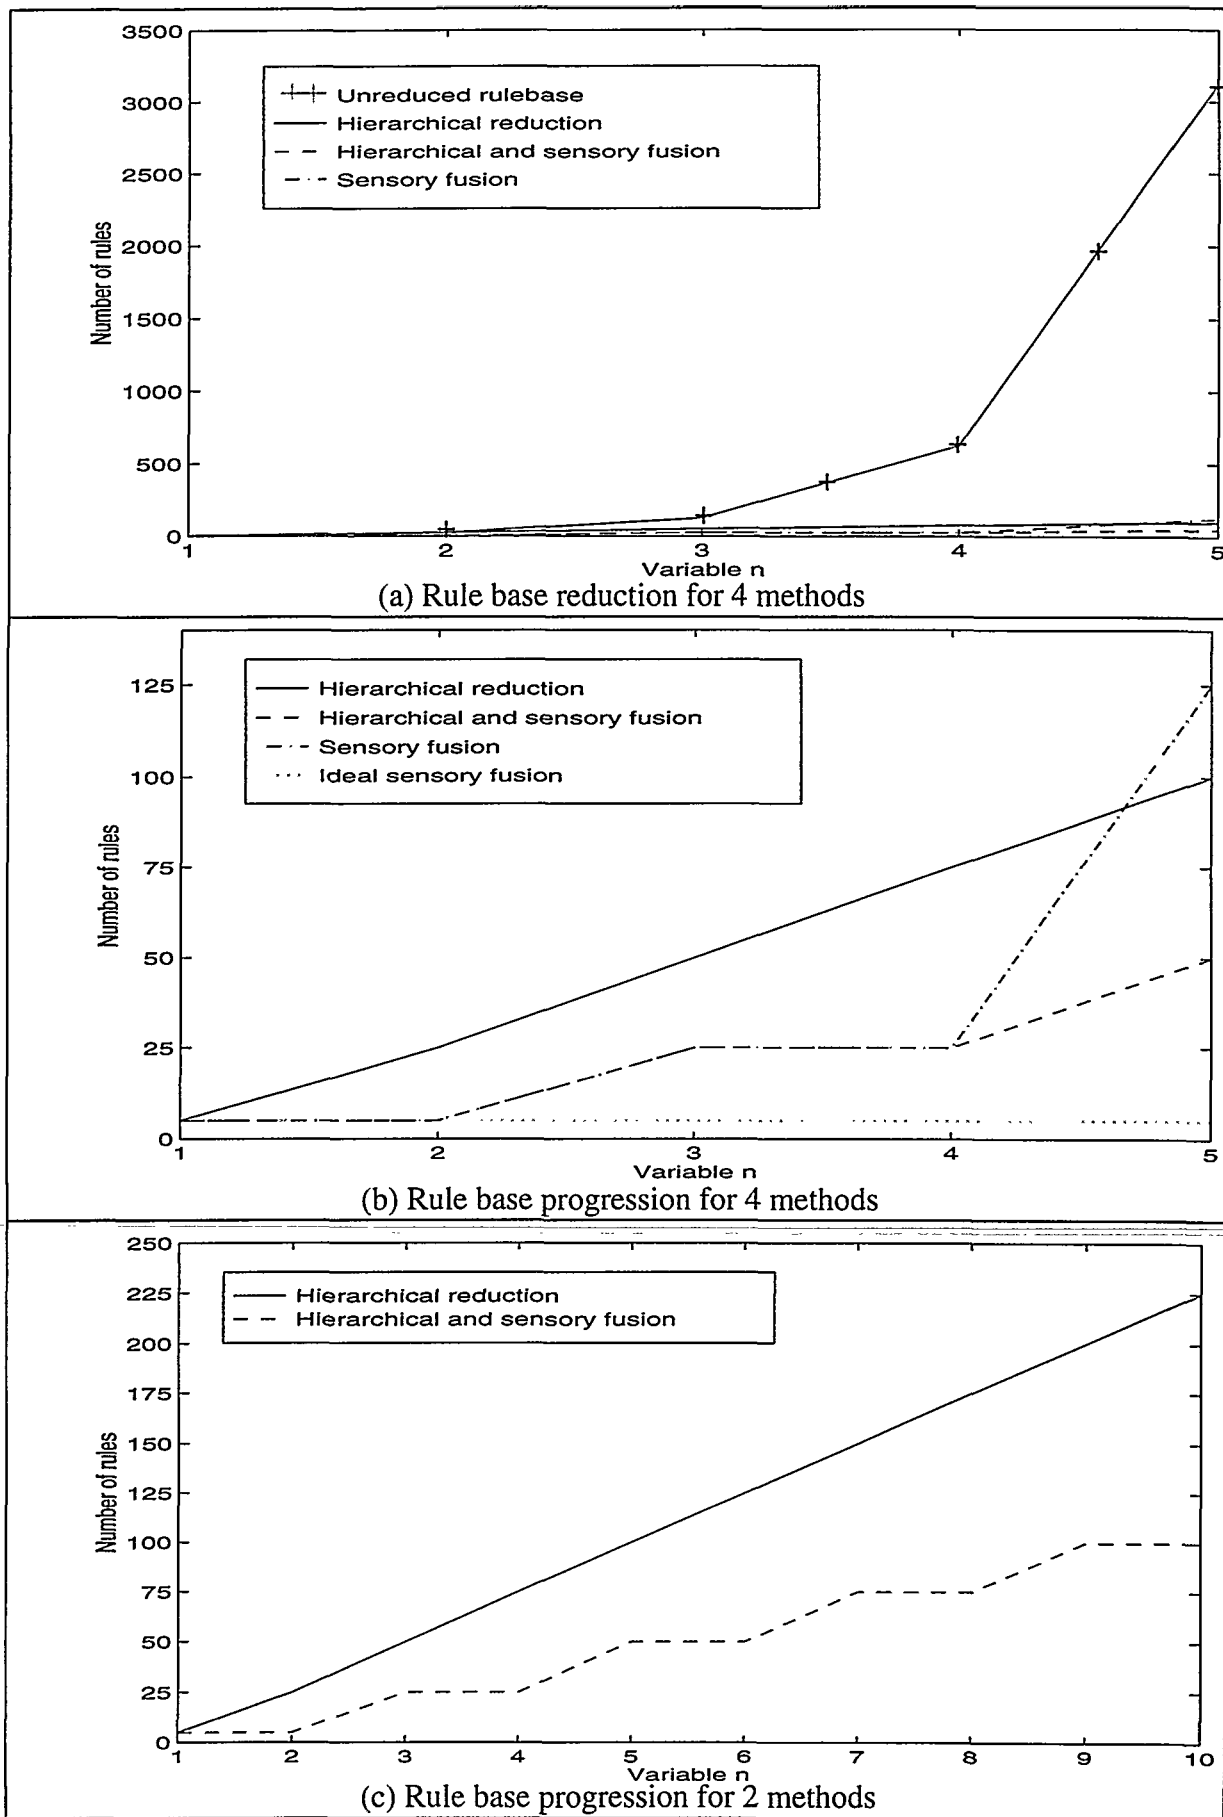 3500
3000
2500
2000
1500
1000
500
0
Number of rules
Unreduced rulebase
Hierarchical reduction
Hierarchical and sensory fusion
Sensory fusion
1 2 3 4 5
Variable n
(a) Rule base reduction for 4 methods
125
100
75
50
25
0
Number of rules
Hierarchical reduction
Hierarchical and sensory fusion
Sensory fusion
Ideal sensory fusion
1 2 3 4 5
Variable n
(b) Rule base progression for 4 methods
250
225
200
175
150
125
100
75
50
25
0
Number of rules
Hierarchical reduction
Hierarchical and sensory fusion
1 2 3 4 5 6 7 8 9 10
Variable n
(c) Rule base progression for 2 methods